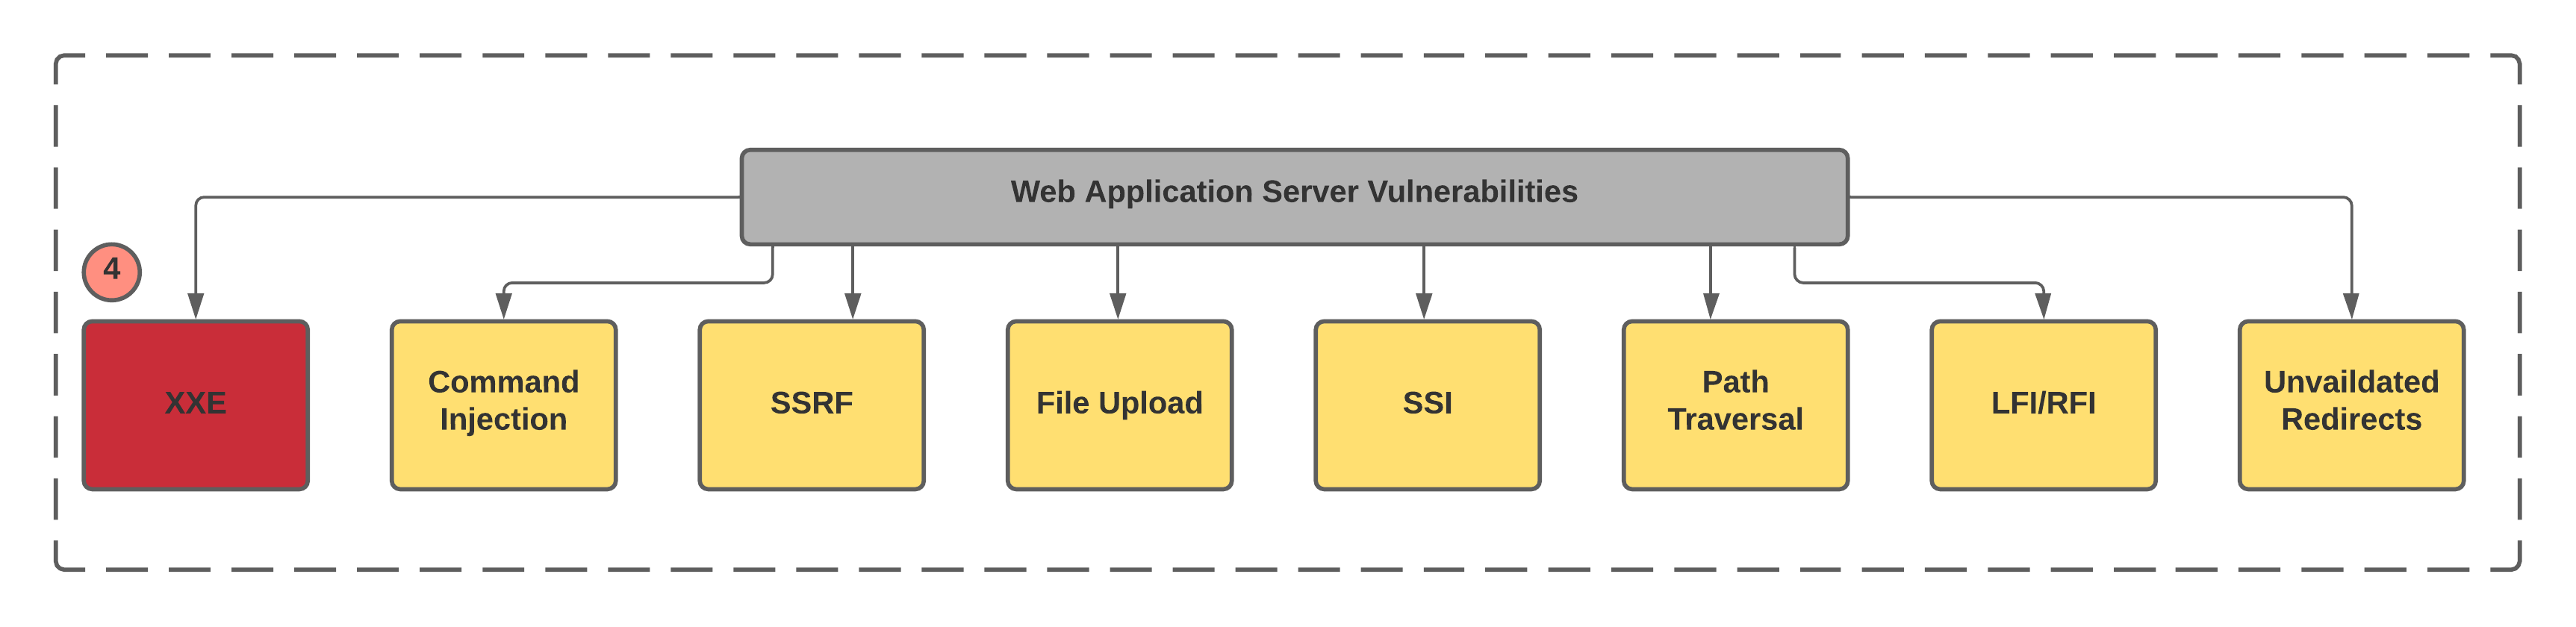 Web Application Server Vulnerabilities
4
XXE
Command
Injection
SSRF
File Upload
SSI
Path
Traversal
LFI/RFI
Unvaildated
Redirects